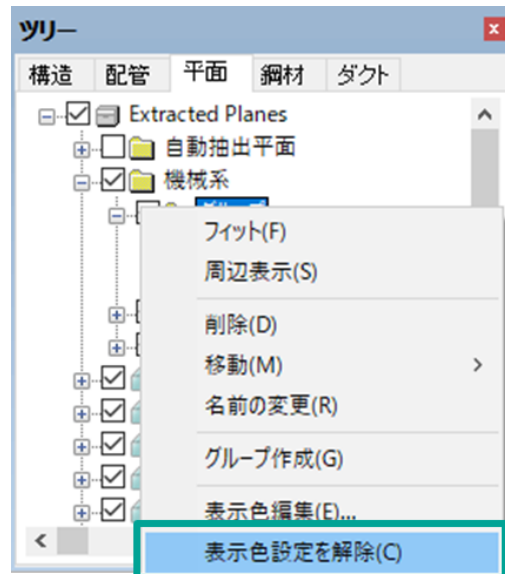 ツリー
構造 配管 平面 鋼材 ダクト
Extracted Planes
自動抽出平面
機械系
フィット(F)
周辺表示(S)
削除(D)
移動(M)
名前の変更(R)
グループ作成(G)
表示色編集(E)...
表示色設定を解除(C)